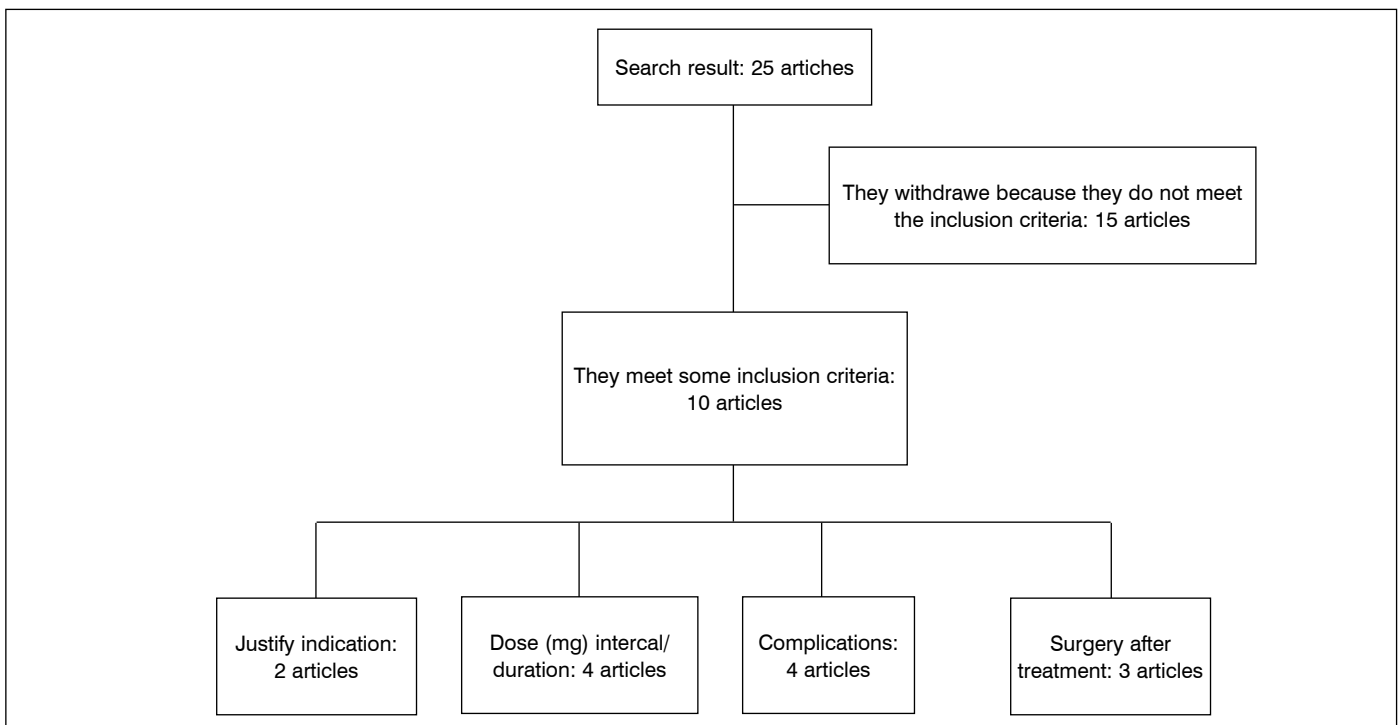 Search result: 25 artiches
They withdrawe because they do not meet
the inclusion criteria: 15 articles
They meet some inclusion criteria:
10 articles
Justify indication:
2 articles
Dose (mg) intercal/
duration: 4 articles
Complications:
4 articles
Surgery after
treatment: 3 articles